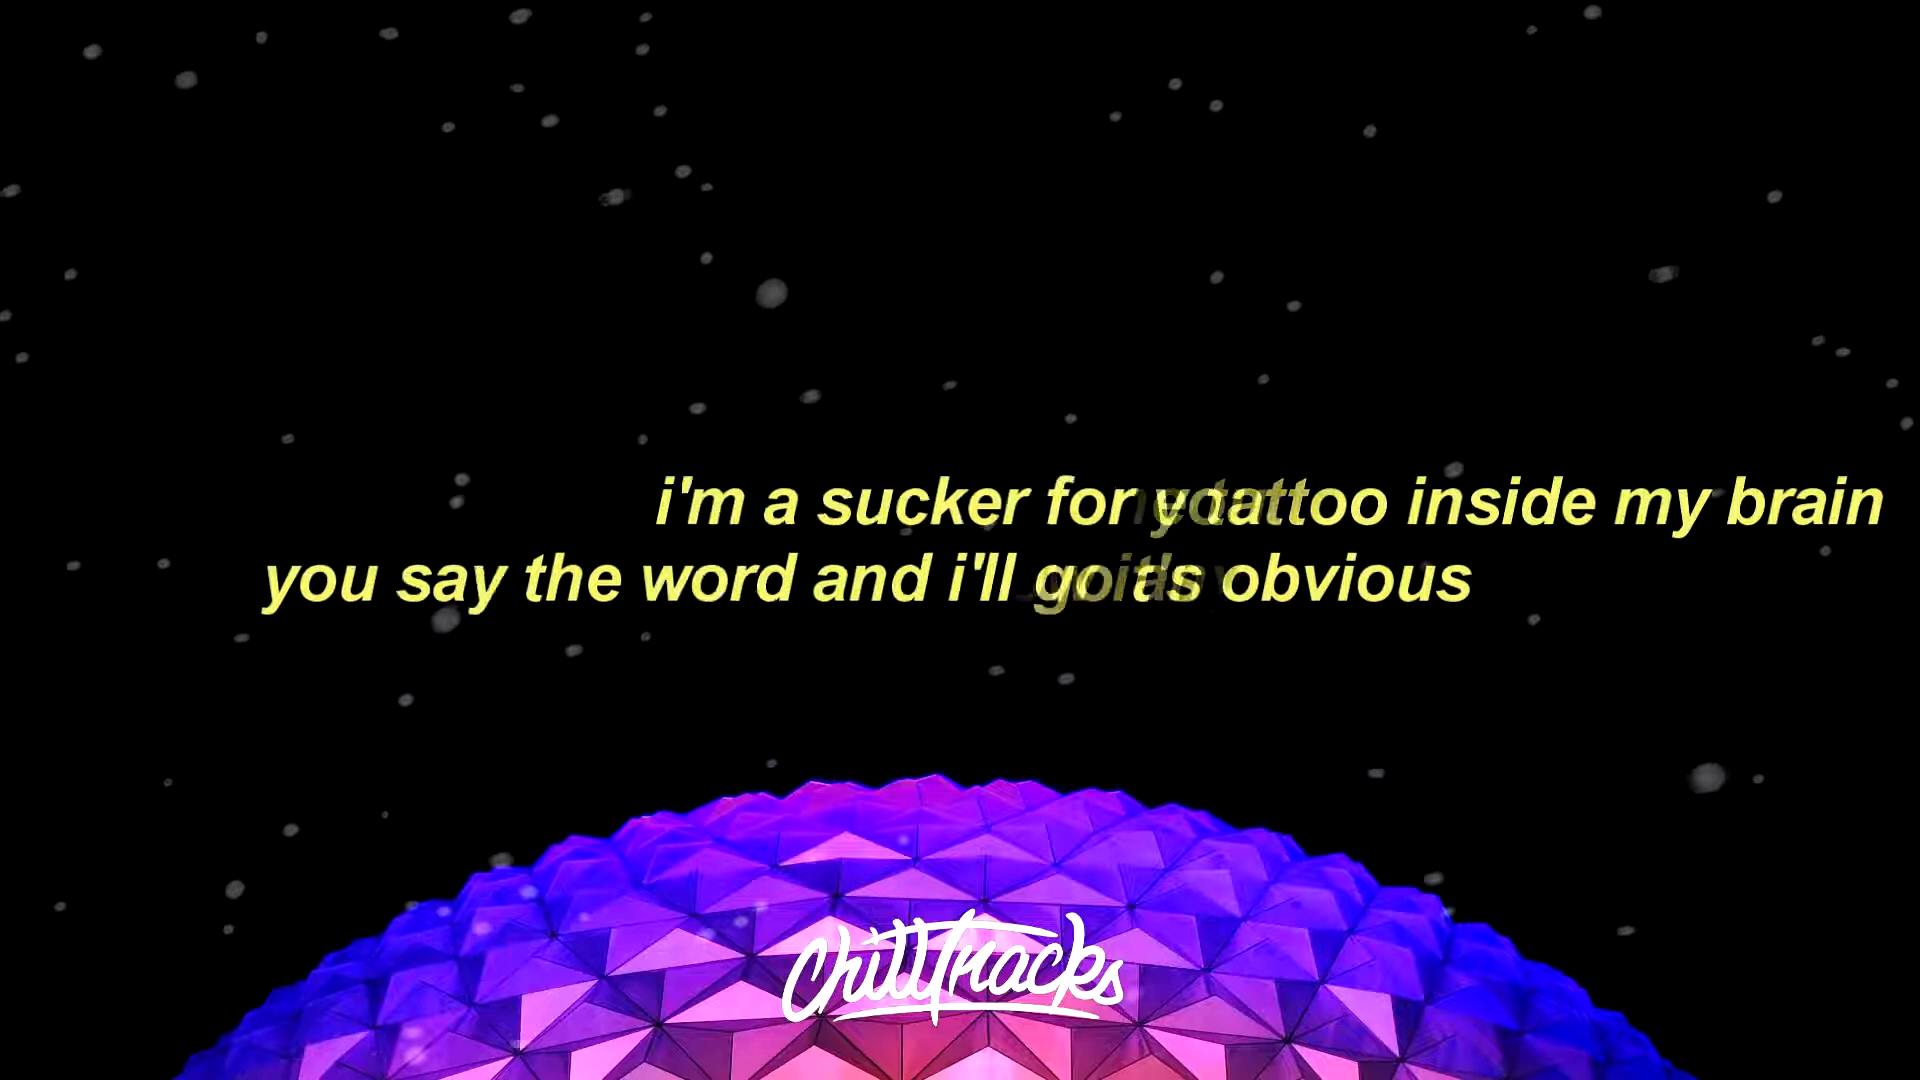 i'm a sucker for tattoo inside my brain
you say the word and i'll go it's obvious
ChillTracks